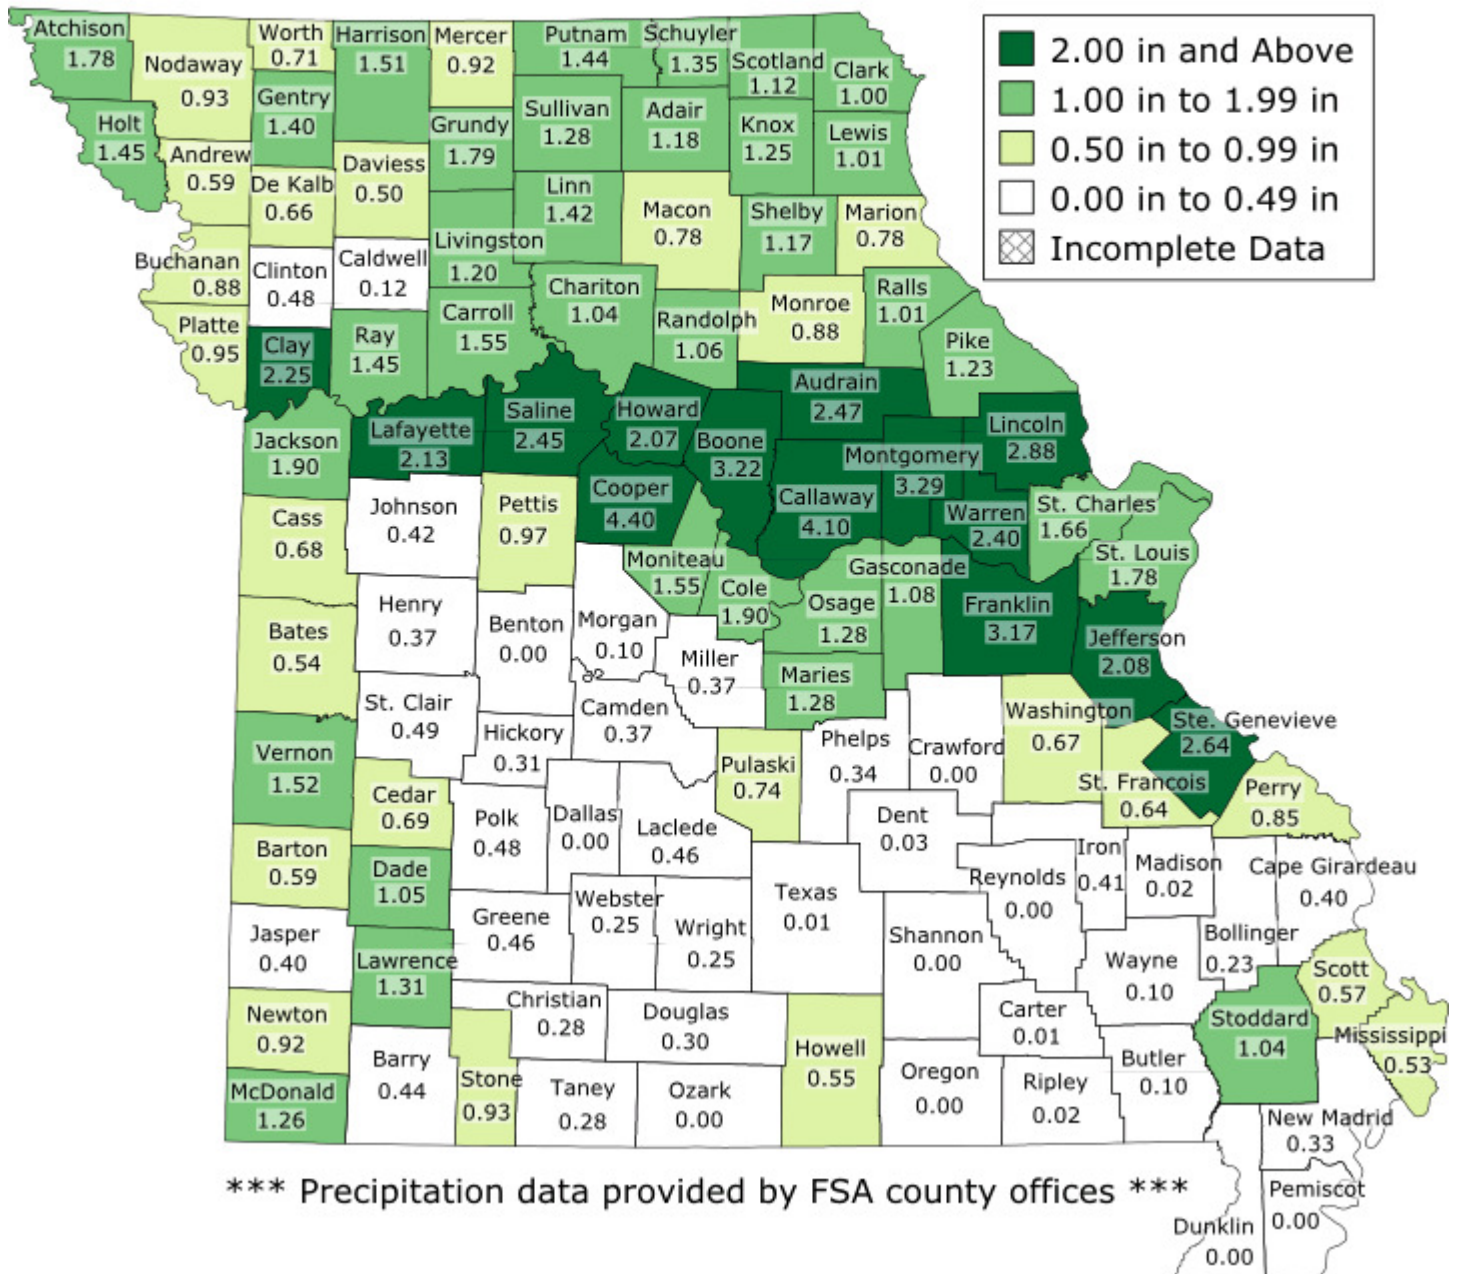 Atchison
1.78
Nodaway
0.93
Worth
0.71
Harrison
1.51
Mercer
0.92
Putnam
1.44
Schuyler
1.35
Scotland
1.12
Clark
1.00
2.00 in and Above
1.00 in to 1.99 in
0.50 in to 0.99 in
0.00 in to 0.49 in
Incomplete Data
Holt
1.45
Andrew
0.59
Gentry
1.40
De Kalb
0.66
Daviess
0.50
Grundy
1.79
Sullivan
1.28
Adair
1.18
Knox
1.25
Lewis
1.01
Linn
1.42
Macon
0.78
Shelby
1.17
Marion
0.78
Buchanan
0.88
Clinton
0.48
Caldwell
0.12
Livingston
1.20
Chariton
1.04
Randolph
1.06
Monroe
0.88
Ralls
1.01
Pike
1.23
Platte
0.95
Clay
2.25
Ray
1.45
Carroll
1.55
Jackson
1.90
Lafayette
2.13
Saline
2.45
Howard
2.07
Boone
3.22
Audrain
2.47
Callaway
4.10
Montgomery
3.29
Lincoln
2.88
Warren
2.40
St. Charles
1.66
St. Louis
1.78
Cass
0.68
Johnson
0.42
Pettis
0.97
Cooper
4.40
Moniteau
1.55
Cole
1.90
Osage
1.28
Gasconade
1.08
Franklin
3.17
Jefferson
2.08
Bates
0.54
Henry
0.37
Benton
0.00
Morgan
0.10
Miller
0.37
Maries
1.28
St. Clair
0.49
Hickory
0.31
Camden
0.37
Pulaski
0.74
Phelps
0.34
Crawford
0.00
Washington
0.67
Ste. Genevieve
2.64
St. Francois
0.64
Perry
0.85
Vernon
1.52
Cedar
0.69
Polk
0.48
Dallas
0.00
Laclede
0.46
Dent
0.03
Iron
0.41
Madison
0.02
Cape Girardeau
0.40
Barton
0.59
Dade
1.05
Greene
0.46
Webster
0.25
Wright
0.25
Texas
0.01
Reynolds
0.00
Shannon
0.00
Wayne
0.10
Bollinger
0.23
Scott
0.57
Jasper
0.40
Lawrence
1.31
Christian
0.28
Douglas
0.30
Howell
0.55
Carter
0.01
Butler
0.10
Stoddard
1.04
Mississippi
0.53
Newton
0.92
Barry
0.44
Stone
0.93
Taney
0.28
Ozark
0.00
Oregon
0.00
Ripley
0.02
McDonald
1.26
New Madrid
0.33
Pemiscot
0.00
Dunklin
0.00
*** Precipitation data provided by FSA county offices ***